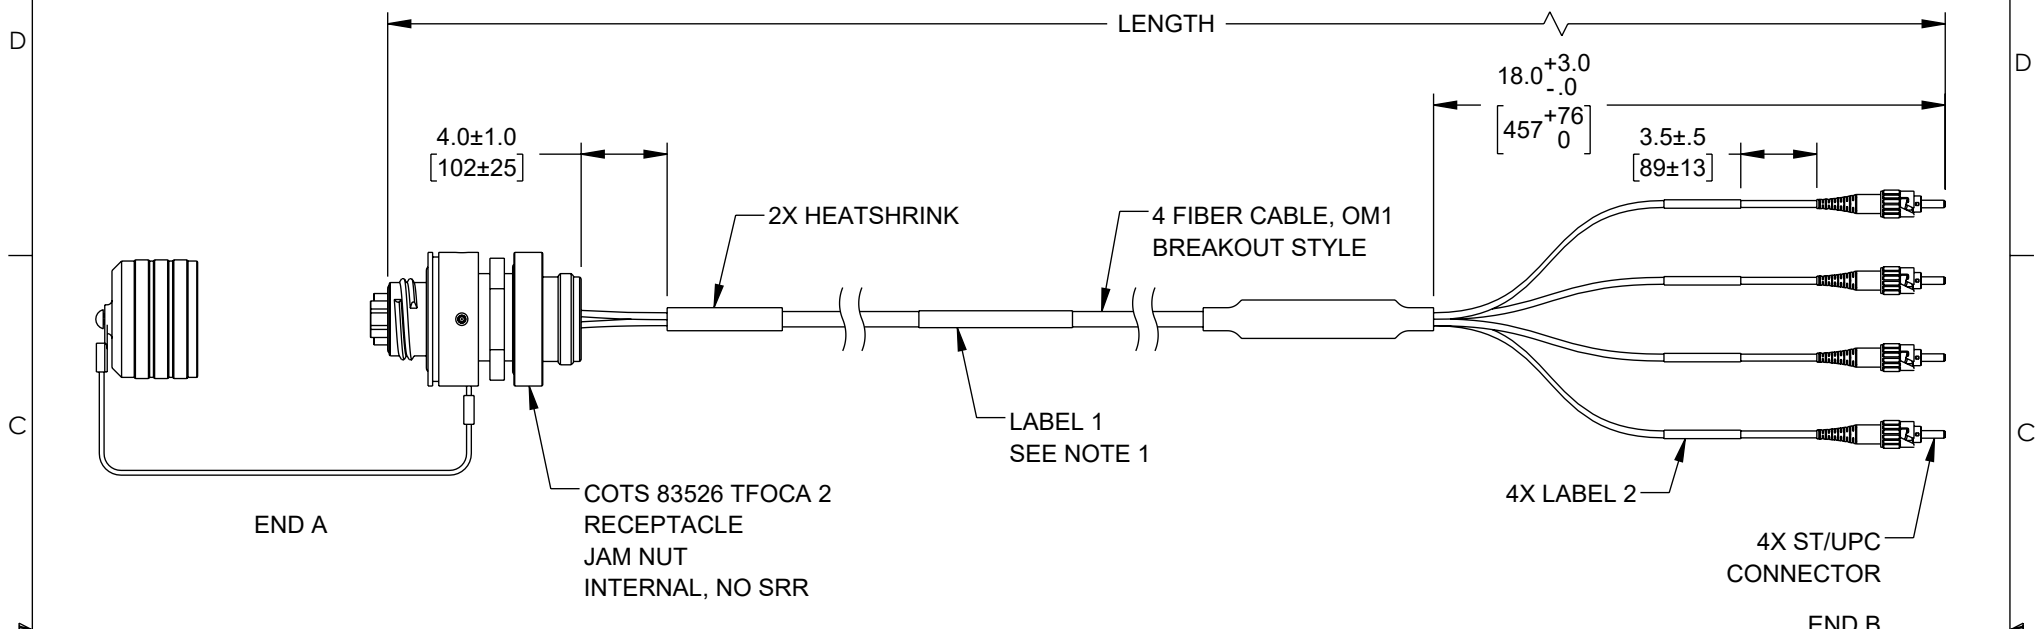 LENGTH
D
D
18.0 +3.0 -.0
[457 +76 0]
4.0±1.0
[102±25]
3.5±.5
[89±13]
2X HEATSHRINK
4 FIBER CABLE, OM1
BREAKOUT STYLE
C
C
LABEL 1
SEE NOTE 1
COTS 83526 TFOCA 2
RECEPTACLE
JAM NUT
INTERNAL, NO SRR
4X LABEL 2
END A
4X ST/UPC
CONNECTOR
END B